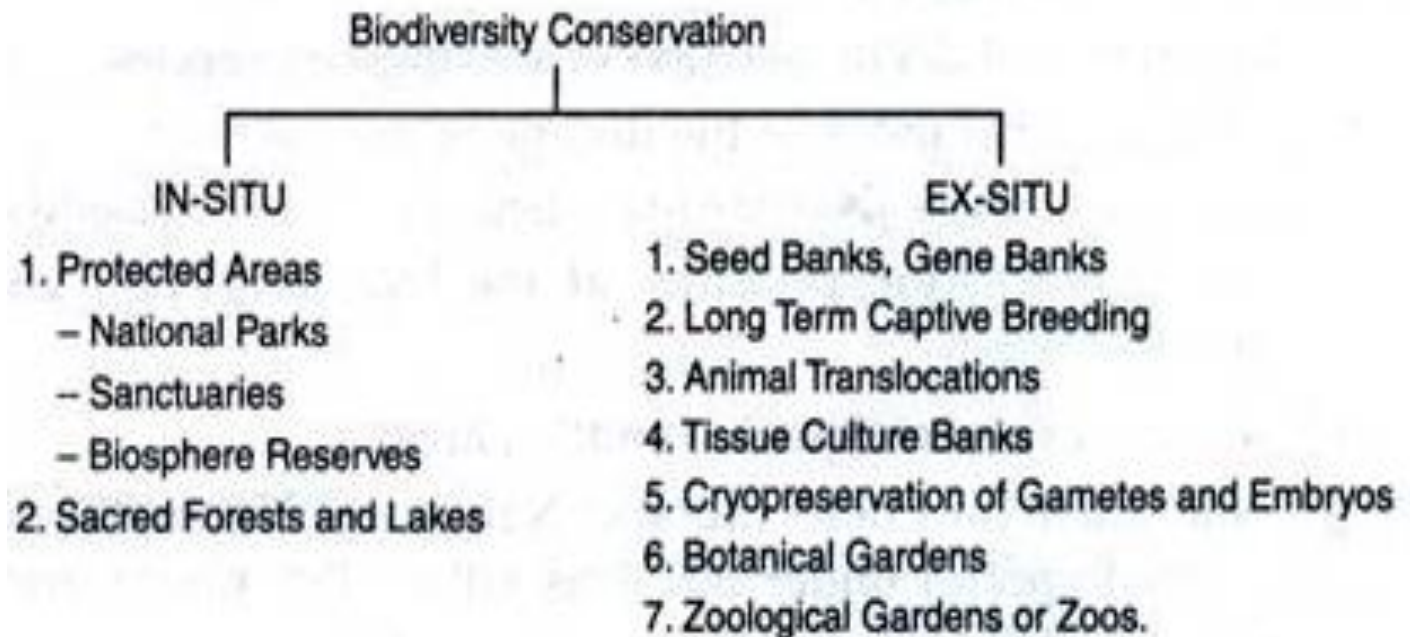 Biodiversity Conservation
IN-SITU
1. Protected Areas
– National Parks
– Sanctuaries
– Biosphere Reserves
2. Sacred Forests and Lakes
EX-SITU
1. Seed Banks, Gene Banks
2. Long Term Captive Breeding
3. Animal Translocations
4. Tissue Culture Banks
5. Cryopreservation of Gametes and Embryos
6. Botanical Gardens
7. Zoological Gardens or Zoos.